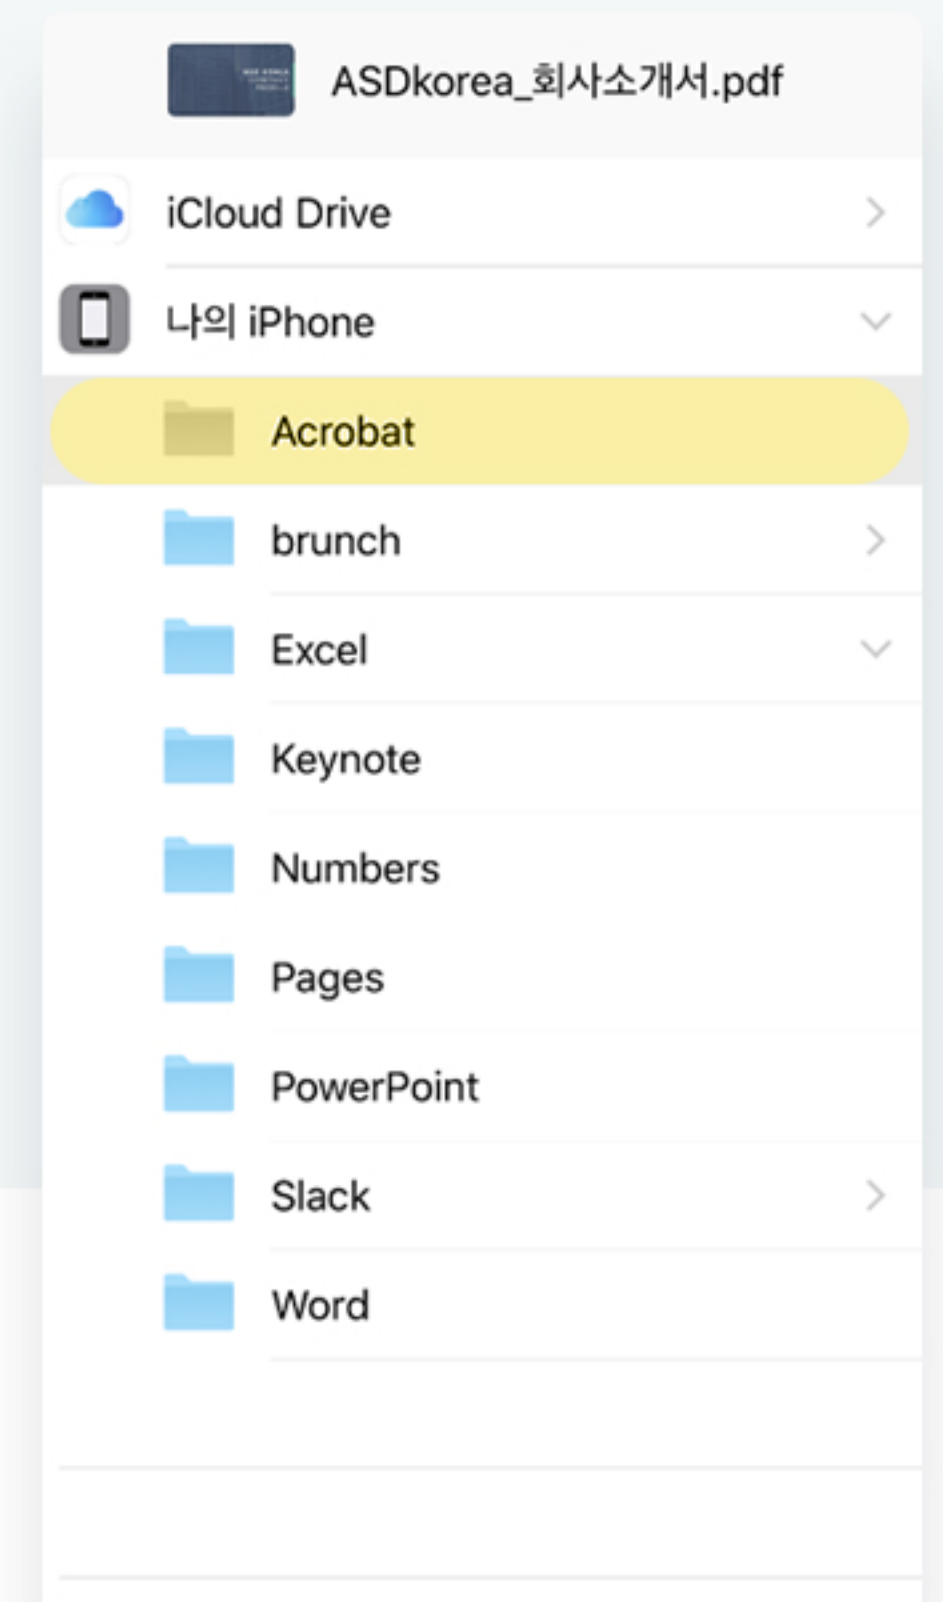 ASDkorea_회사소개서.pdf
iCloud Drive
나의 iPhone
Acrobat
brunch
Excel
Keynote
Numbers
Pages
PowerPoint
Slack
Word